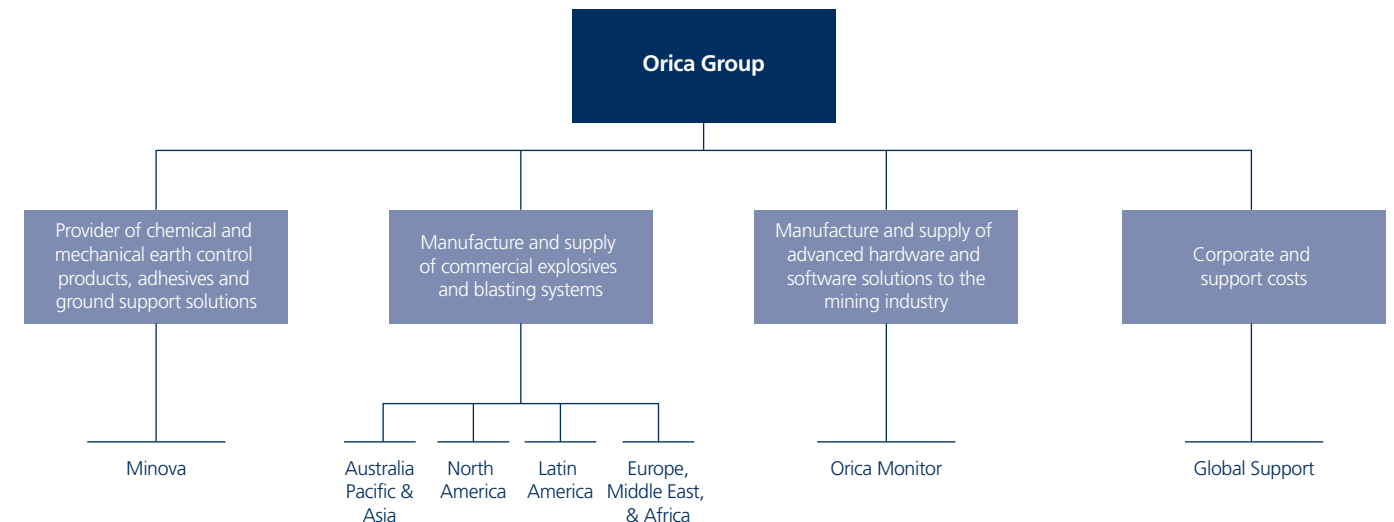 Orica Group
Provider of chemical and
mechanical earth control
products, adhesives and
ground support solutions
Manufacture and supply
of commercial explosives
and blasting systems
Manufacture and supply of
advanced hardware and
software solutions to the
mining industry
Corporate and
support costs
Minova
Australia
Pacific &
Asia
North
America
Latin
America
Europe,
Middle East,
& Africa
Orica Monitor
Global Support